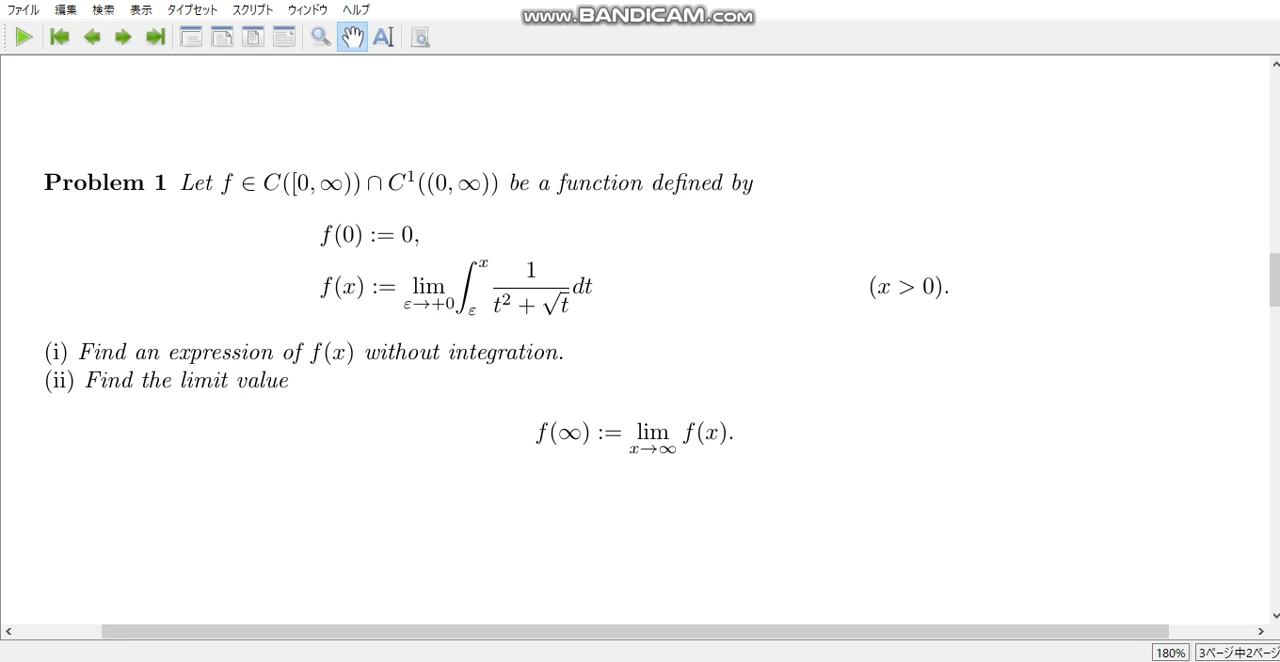 ファイル 編集 検索 表示 タイプセット スクリプト ウィンドウ ヘルプ
www.BANDICAM.com
Problem 1 Let f ∈ C([0, ∞)) ∩ C¹((0, ∞)) be a function defined by
f(0) := 0,
f(x) := lim_{ε→+0} ∫_ε^x 1/(t² + √t) dt (x > 0).
(i) Find an expression of f(x) without integration.
(ii) Find the limit value
f(∞) := lim_{x→∞} f(x).
180% 3ページ中2ページ